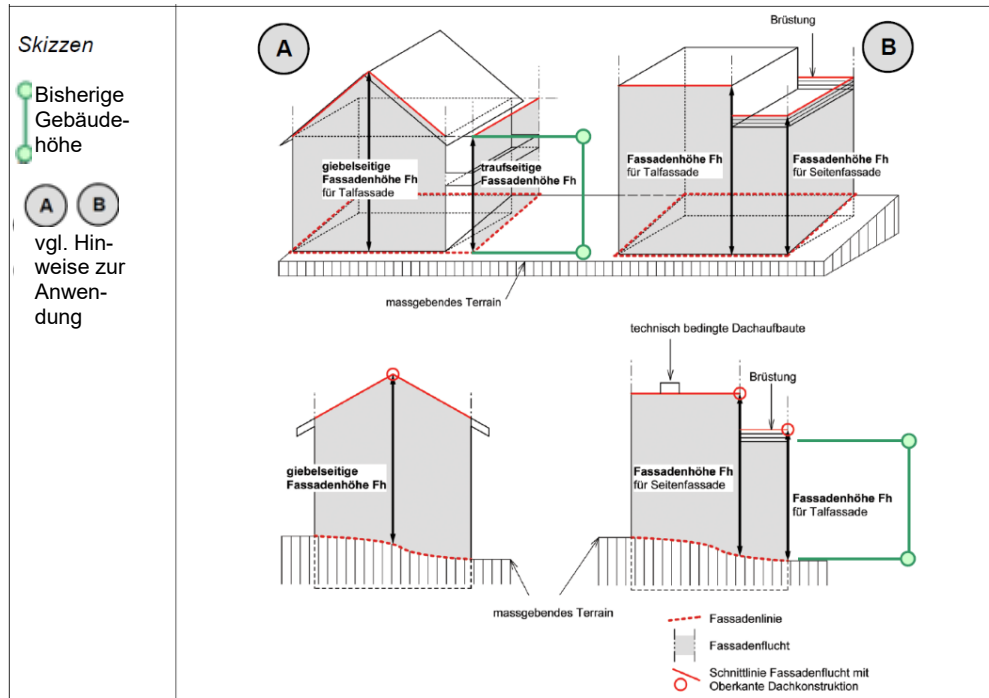 Skizzen
Bisherige
Gebäude-
höhe
A B
vgl. Hin-
weise zur
Anwen-
dung
A
giebelseitige
Fassadenhöhe Fh
für Talfassade
traufseitige
Fassadenhöhe Fh
Brüstung
B
Fassadenhöhe Fh
für Talfassade
Fassadenhöhe Fh
für Seitenfassade
massgebendes Terrain
giebelseitige
Fassadenhöhe Fh
technisch bedingte Dachaufbaute
Brüstung
Fassadenhöhe Fh
für Seitenfassade
Fassadenhöhe Fh
für Talfassade
massgebendes Terrain
Fassadenlinie
Fassadenflucht
Schnittlinie Fassadenflucht mit
Oberkante Dachkonstruktion